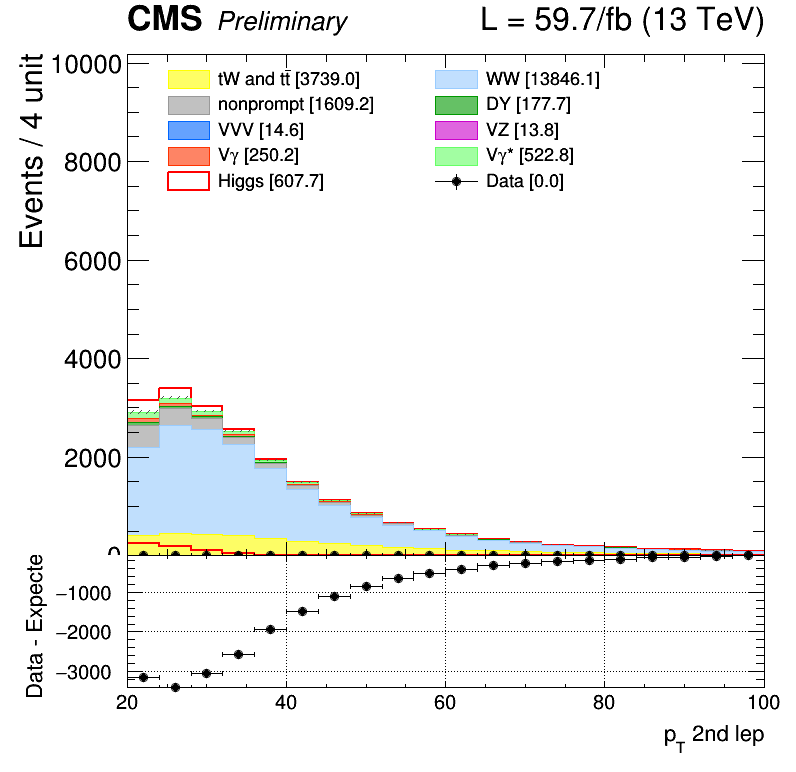 CMS Preliminary L = 59.7/fb (13 TeV)
Events / 4 unit
10000
8000
6000
4000
2000
0
tW and tt̄ [3739.0]
WW [13846.1]
nonprompt [1609.2]
DY [177.7]
VVV [14.6]
VZ [13.8]
Vγ [250.2]
Vγ* [522.8]
Higgs [607.7]
Data [0.0]
Data - Expecte
−1000
−2000
−3000
20 40 60 80 100
pT 2nd lep